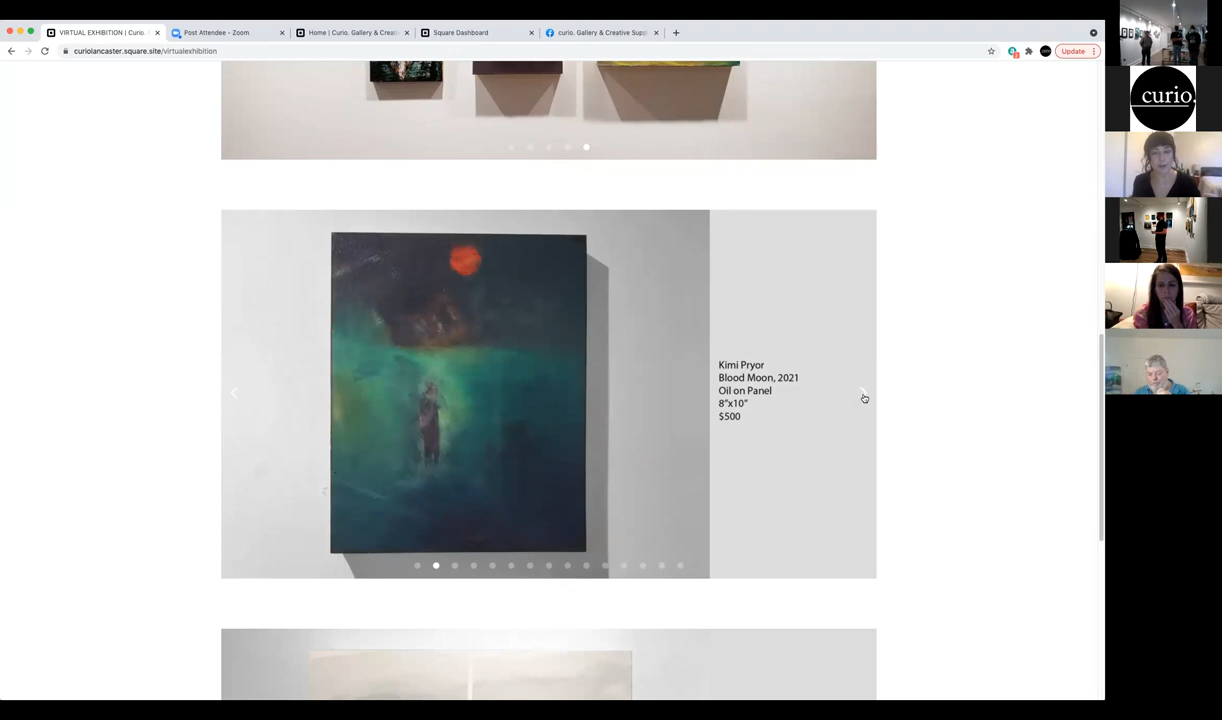 VIRTUAL EXHIBITION | Curio.
Post Attendee - Zoom
Home | Curio. Gallery & Creati
Square Dashboard
curio. Gallery & Creative Supp
curiolancaster.square.site/virtualexhibition
Update
curio.
Kimi Pryor
Blood Moon, 2021
Oil on Panel
8"x10"
$500